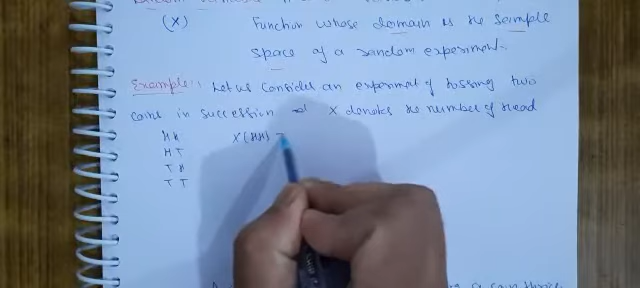 (X) Function whose domain is the sample
space of a random experiment.
Example: Let us consider an experiment of tossing two
coins in succession X denotes the number of Head
HH X(HH) =
HT
TH
TT